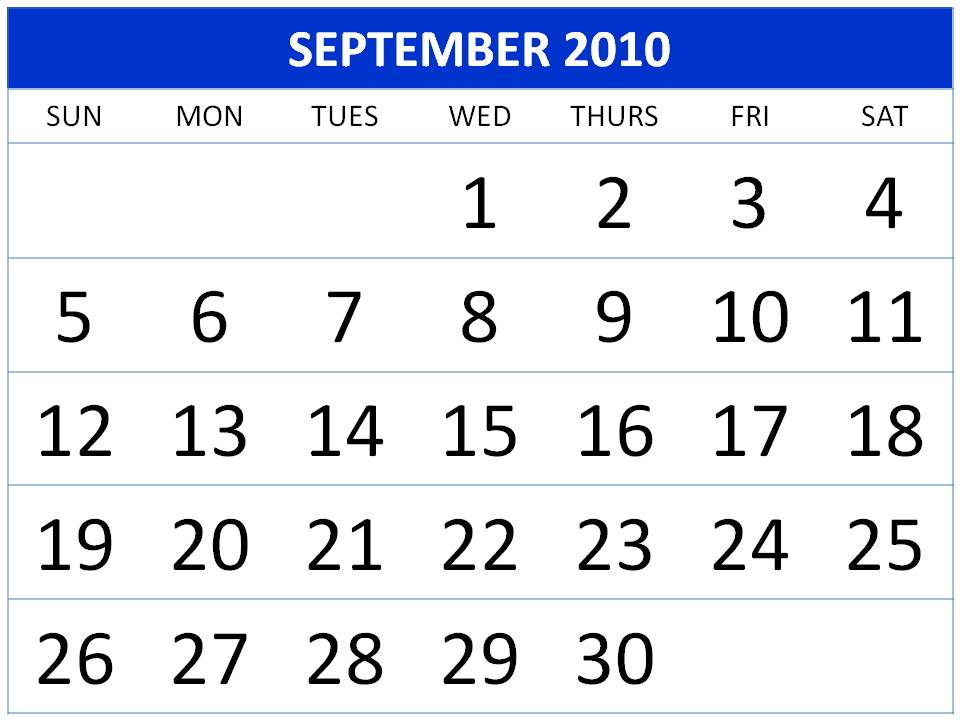 SEPTEMBER 2010
SUN MON TUES WED THURS FRI SAT
1 2 3 4
5 6 7 8 9 10 11
12 13 14 15 16 17 18
19 20 21 22 23 24 25
26 27 28 29 30